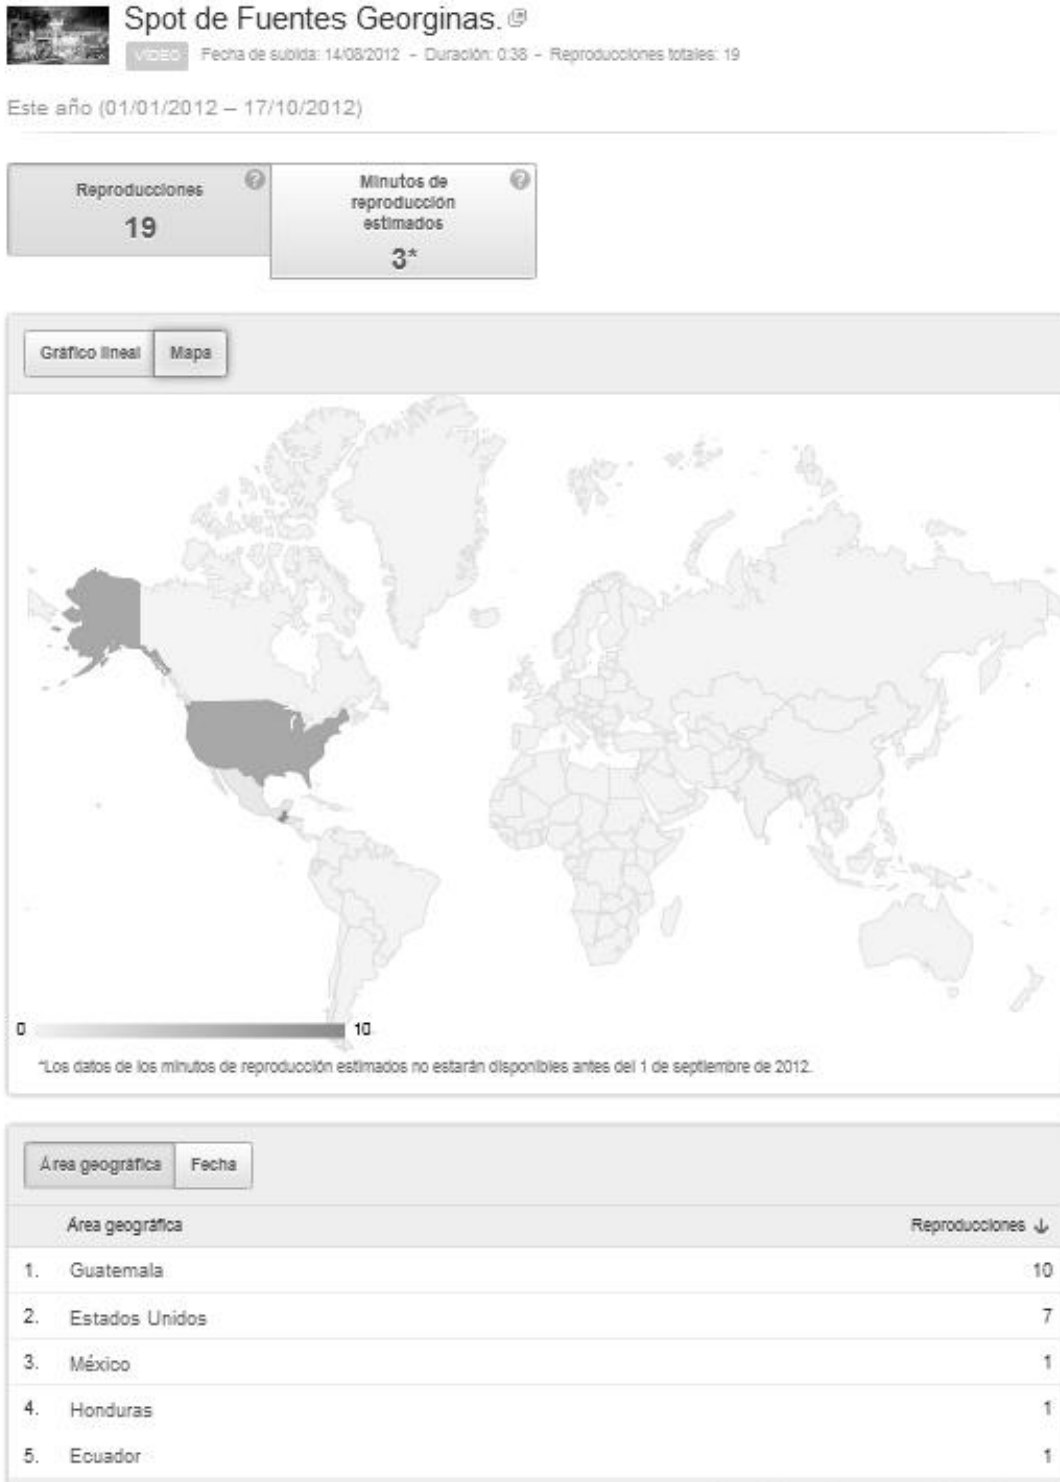 Spot de Fuentes Georginas.
VÍDEO Fecha de subida: 14/08/2012 - Duración: 0:38 - Reproducciones totales: 19
Este año (01/01/2012 – 17/10/2012)
Reproducciones ?
19
Minutos de ?
reproducción
estimados
3*
Gráfico lineal Mapa
0 10
*Los datos de los minutos de reproducción estimados no estarán disponibles antes del 1 de septiembre de 2012.
Área geográfica Fecha
Área geográfica Reproducciones ↓
1. Guatemala 10
2. Estados Unidos 7
3. México 1
4. Honduras 1
5. Ecuador 1